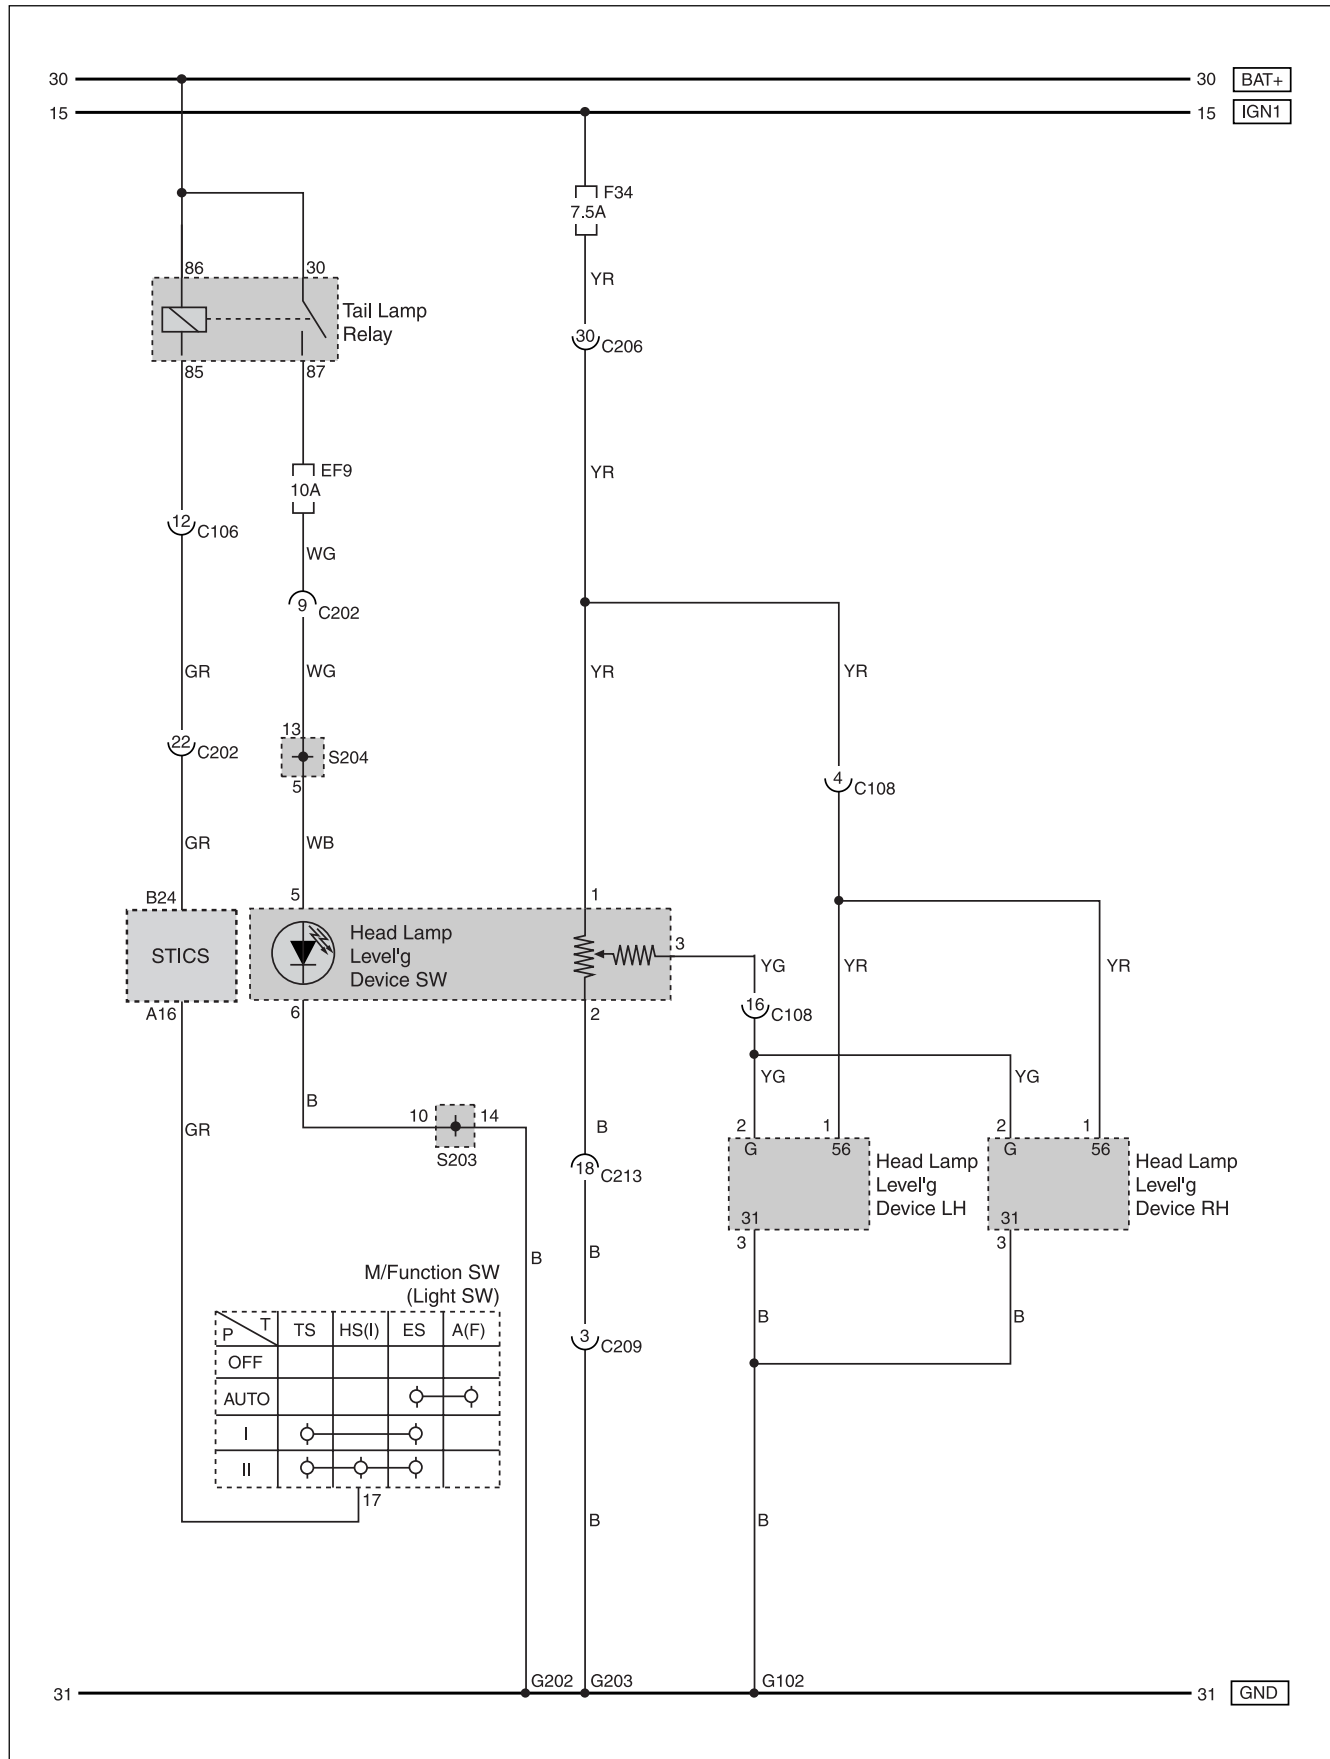 30 30 BAT+
15 15 IGN1
F34
7.5A
86 30
YR
Tail Lamp
Relay
30 C206
85 87
EF9
10A
YR
12 C106
WG
9 C202
GR WG YR YR
13
22 C202
S204
5
4 C108
GR WB
B24 5 1
STICS
Head Lamp
Level'g
Device SW
3
YG YR YR
A16 6 2
16 C108
YG YG
B
10 14
S203
GR B
2 1 2 1
G 56 G 56
18 C213
Head Lamp
Level'g
Device LH
Head Lamp
Level'g
Device RH
31 31
3 3
B B
M/Function SW
(Light SW)
P T TS HS(I) ES A(F)
OFF
AUTO
I
II
B B
3 C209
17
B B
G202 G203 G102
31 31 GND